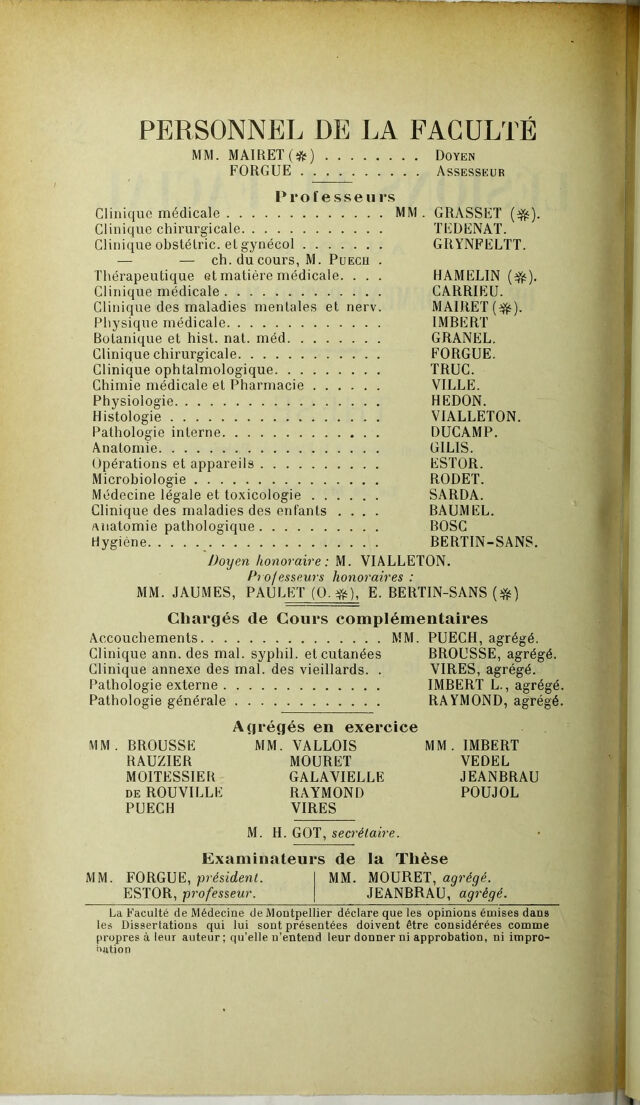 PERSONNEL DE LA FACULTÉ
MM. MAIRET (✻) . . . . . . . . DOYEN
FORGUE . . . . . . . . . . ASSESSEUR
Professeurs
Clinique médicale . . . . . . . . . . . . . MM. GRASSET (✻).
Clinique chirurgicale. . . . . . . . . . . . TEDENAT.
Clinique obstétric. et gynécol . . . . . . . GRYNFELTT.
— — ch. du cours, M. PUECH .
Thérapeutique et matière médicale. . . . HAMELIN (✻).
Clinique médicale . . . . . . . . . . . . . CARRIEU.
Clinique des maladies mentales et nerv. MAIRET (✻).
Physique médicale. . . . . . . . . . . . . IMBERT
Botanique et hist. nat. méd. . . . . . . . GRANEL.
Clinique chirurgicale. . . . . . . . . . . . FORGUE.
Clinique ophtalmologique. . . . . . . . . TRUC.
Chimie médicale et Pharmacie . . . . . . VILLE.
Physiologie. . . . . . . . . . . . . . . . . HEDON.
Histologie . . . . . . . . . . . . . . . . . VIALLETON.
Pathologie interne. . . . . . . . . . . . . DUCAMP.
Anatomie. . . . . . . . . . . . . . . . . . GILIS.
Opérations et appareils . . . . . . . . . . ESTOR.
Microbiologie . . . . . . . . . . . . . . . RODET.
Médecine légale et toxicologie . . . . . . SARDA.
Clinique des maladies des enfants . . . . BAUMEL.
Anatomie pathologique . . . . . . . . . . BOSC
Hygiène. . . . . . . . . . . . . . . . . . BERTIN-SANS.
Doyen honoraire : M. VIALLETON.
Professeurs honoraires :
MM. JAUMES, PAULET (O. ✻), E. BERTIN-SANS (✻)
Chargés de Cours complémentaires
Accouchements. . . . . . . . . . . . . . . MM. PUECH, agrégé.
Clinique ann. des mal. syphil. et cutanées BROUSSE, agrégé.
Clinique annexe des mal. des vieillards. . VIRES, agrégé.
Pathologie externe . . . . . . . . . . . . . IMBERT L., agrégé.
Pathologie générale . . . . . . . . . . . . RAYMOND, agrégé.
Agrégés en exercice
MM. BROUSSE MM. VALLOIS MM. IMBERT
RAUZIER MOURET VEDEL
MOITESSIER GALAVIELLE JEANBRAU
DE ROUVILLE RAYMOND POUJOL
PUECH VIRES
M. H. GOT, secrétaire.
Examinateurs de la Thèse
MM. FORGUE, président. MM. MOURET, agrégé.
ESTOR, professeur. JEANBRAU, agrégé.
La Faculté de Médecine de Montpellier déclare que les opinions émises dans
les Dissertations qui lui sont présentées doivent être considérées comme
propres à leur auteur ; qu'elle n'entend leur donner ni approbation, ni impro-
bation